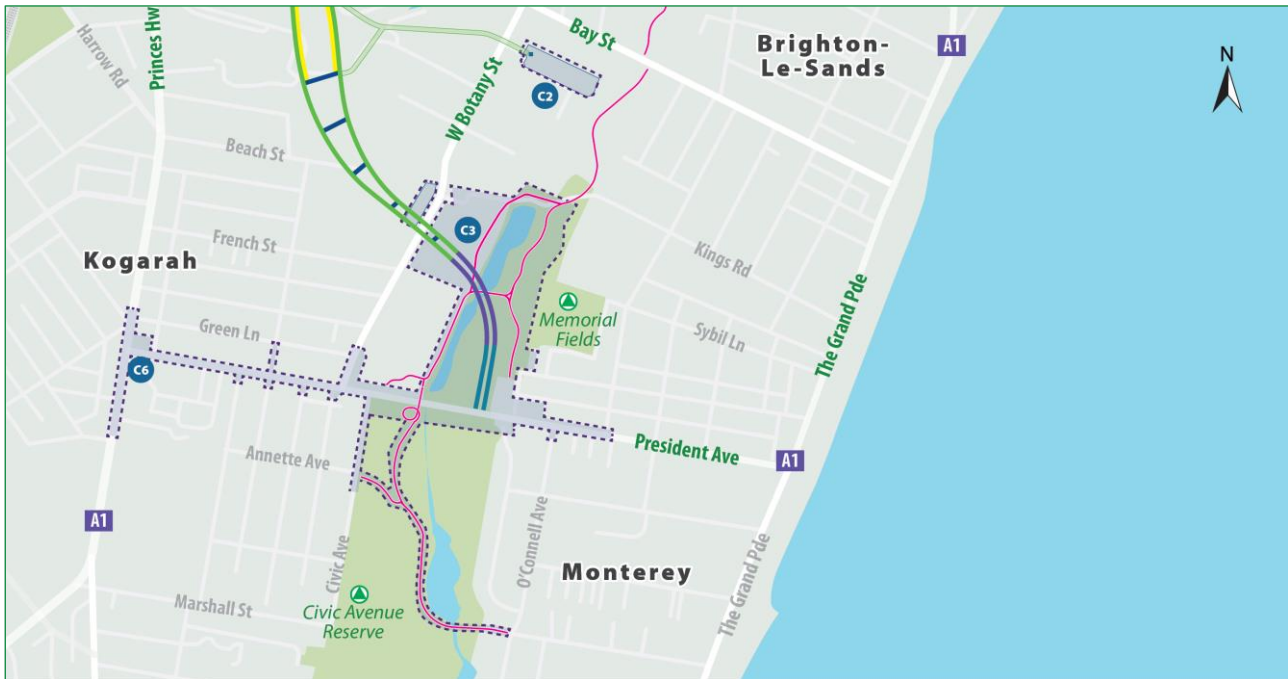 Harrow Rd
Princes Hwy
Bay St
Brighton-
Le-Sands
A1
N
C2
W Botany St
Beach St
C3
French St
Kogarah
Kings Rd
Memorial
Fields
Sybil Ln
The Grand Pde
Green Ln
C6
President Ave
A1
Annette Ave
A1
O'Connell Ave
Civic Ave
Monterey
Marshall St
Civic Avenue
Reserve
The Grand Pde